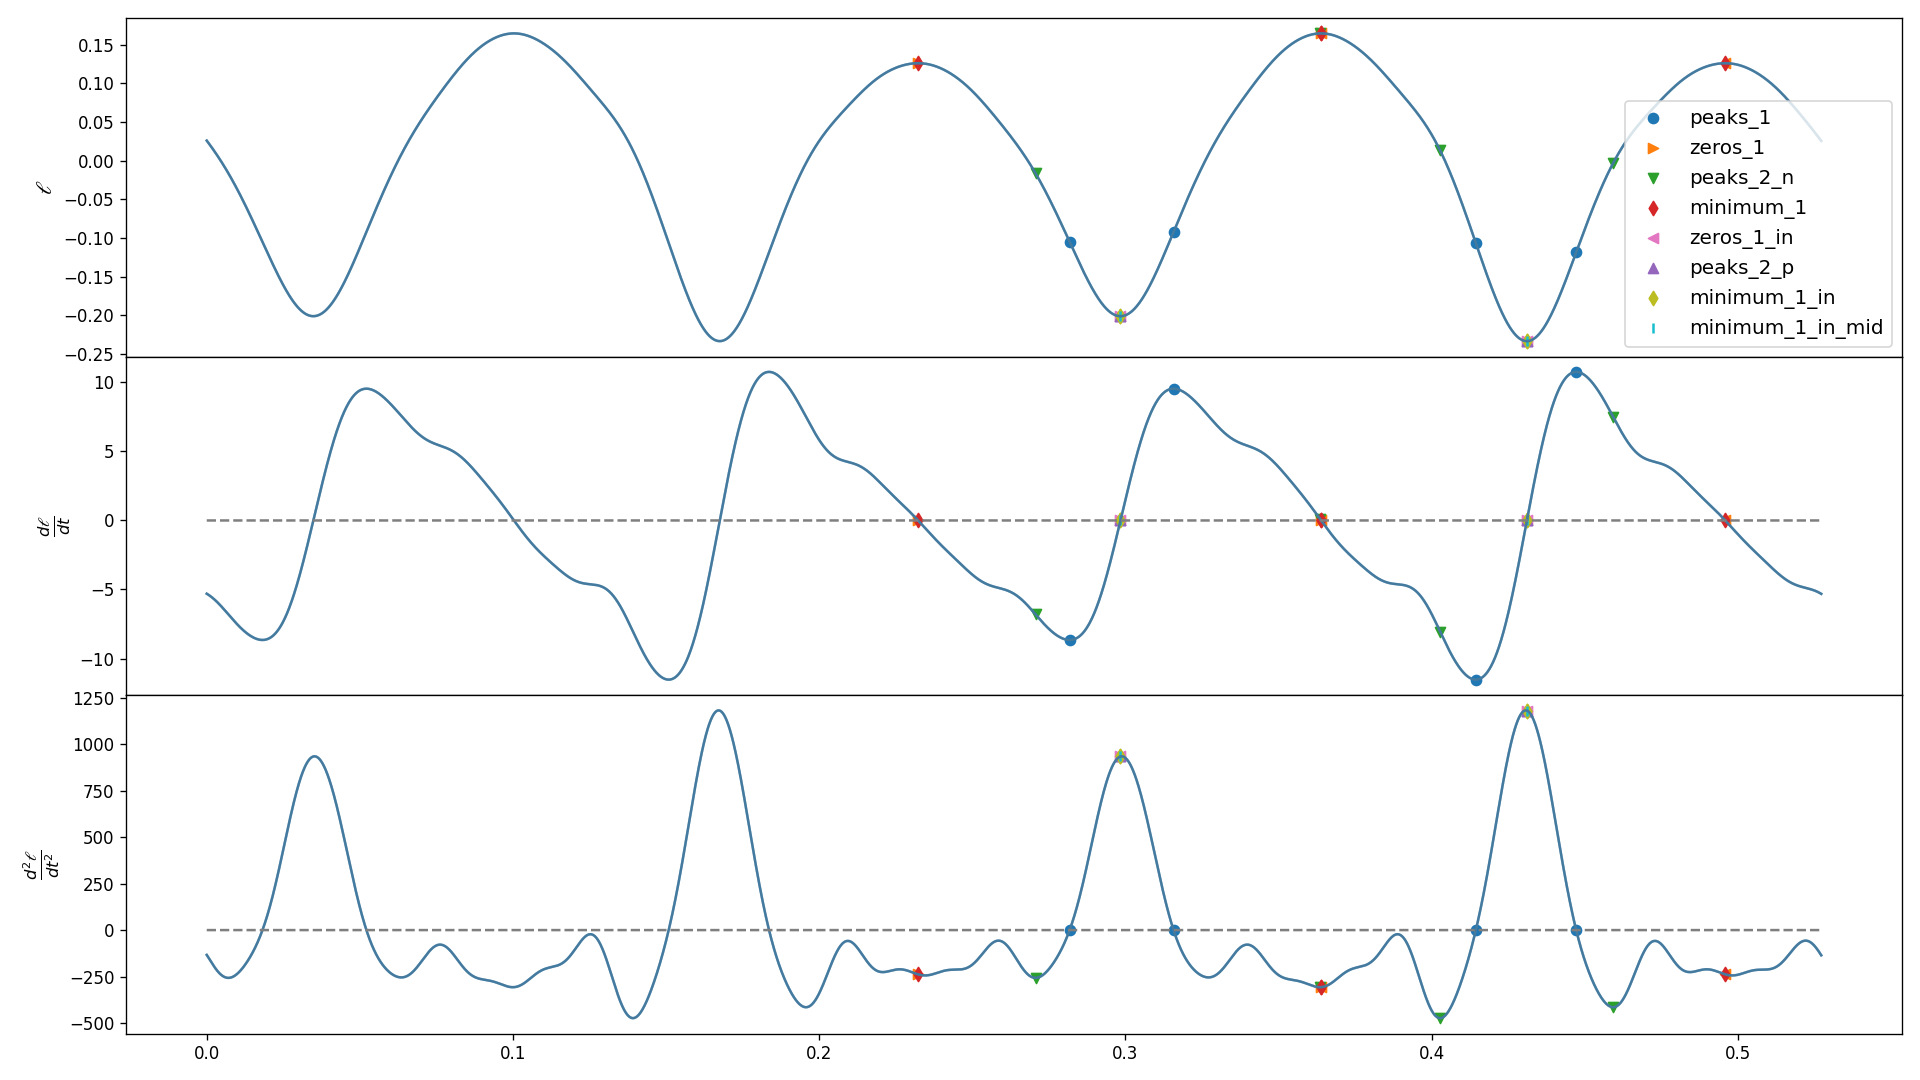 0.15
0.10
0.05
0.00
−0.05
−0.10
−0.15
−0.20
−0.25
ℓ
peaks_1
zeros_1
peaks_2_n
minimum_1
zeros_1_in
peaks_2_p
minimum_1_in
minimum_1_in_mid
10
5
0
−5
−10
dℓ
dt
1250
1000
750
500
250
0
−250
−500
d²ℓ
dt²
0.0
0.1
0.2
0.3
0.4
0.5